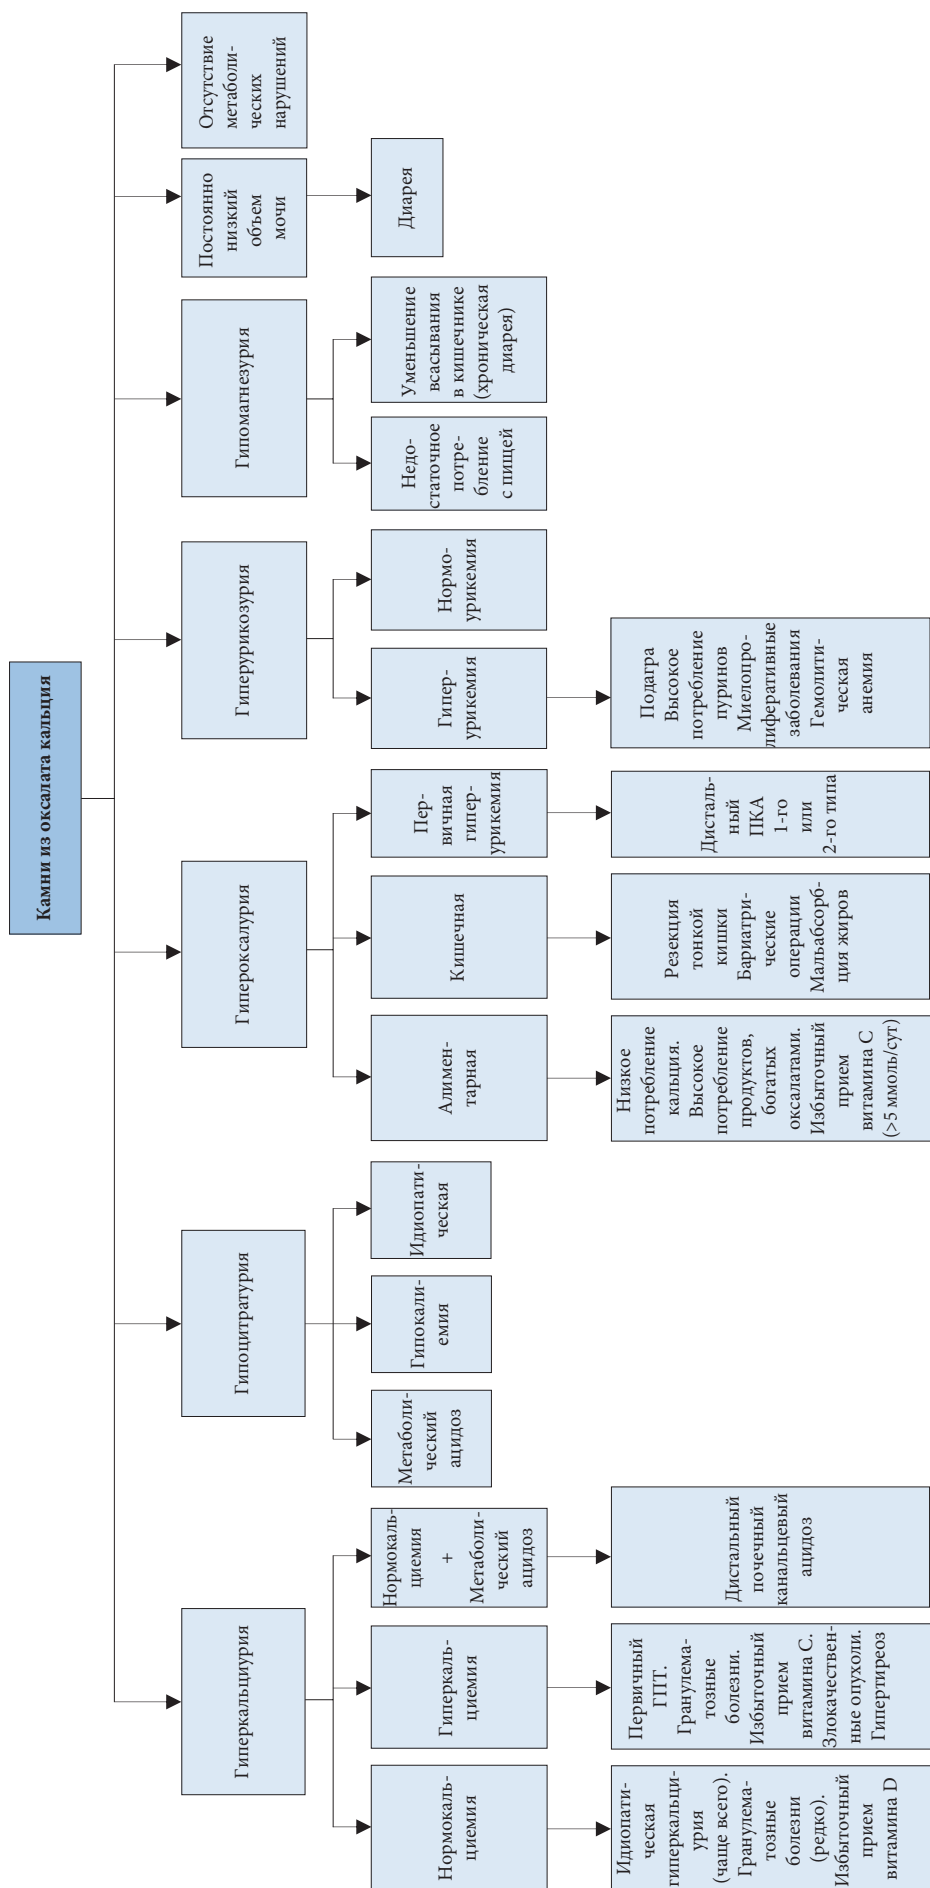 Камни из оксалата кальция
Гиперкальциурия
Гипоцитратурия
Гипероксалурия
Гиперурикозурия
Гипомагнезурия
Постоянно
низкий
объем
мочи
Отсутствие
метаболи-
ческих
нарушений
Нормокаль-
циемия
Гиперкаль-
циемия
Нормокаль-
циемия
+
Метаболи-
ческий
ацидоз
Метаболи-
ческий
ацидоз
Гипокали-
емия
Идиопати-
ческая
Алимен-
тарная
Кишечная
Пер-
вичная
гипер-
урикемия
Гипер-
урикемия
Нормо-
урикемия
Недо-
статочное
потре-
бление
с пищей
Уменьшение
всасывания
в кишечнике
(хроническая
диарея)
Диарея
Идиопати-
ческая
гиперкальци-
урия
(чаще всего).
Гранулема-
тозные
болезни
(редко).
Избыточный
прием
витамина D
Первичный
ГПТ.
Гранулема-
тозные
болезни.
Избыточный
прием
витамина С.
Злокачествен-
ные опухоли.
Гипертиреоз
Дистальный
почечный
канальцевый
ацидоз
Низкое
потребление
кальция.
Высокое
потребление
продуктов,
богатых
оксалатами.
Избыточный
прием
витамина С
(>5 ммоль/сут)
Резекция
тонкой
кишки
Бариатри-
ческие
операции
Мальабсорб-
ция жиров
Дисталь-
ный
ПКА
1-го
или
2-го типа
Подагра
Высокое
потребление
пуринов
Миелопро-
лиферативные
заболевания
Гемолити-
ческая
анемия